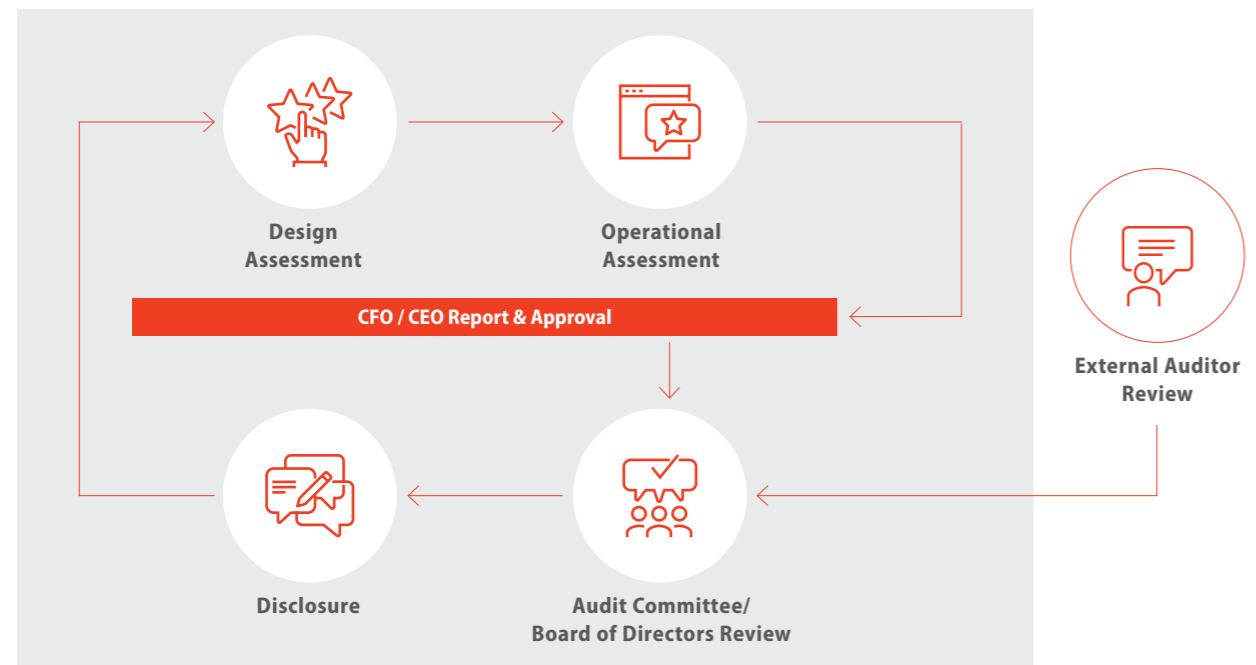 Design
Assessment
Operational
Assessment
CFO / CEO Report & Approval
External Auditor
Review
Disclosure
Audit Committee/
Board of Directors Review